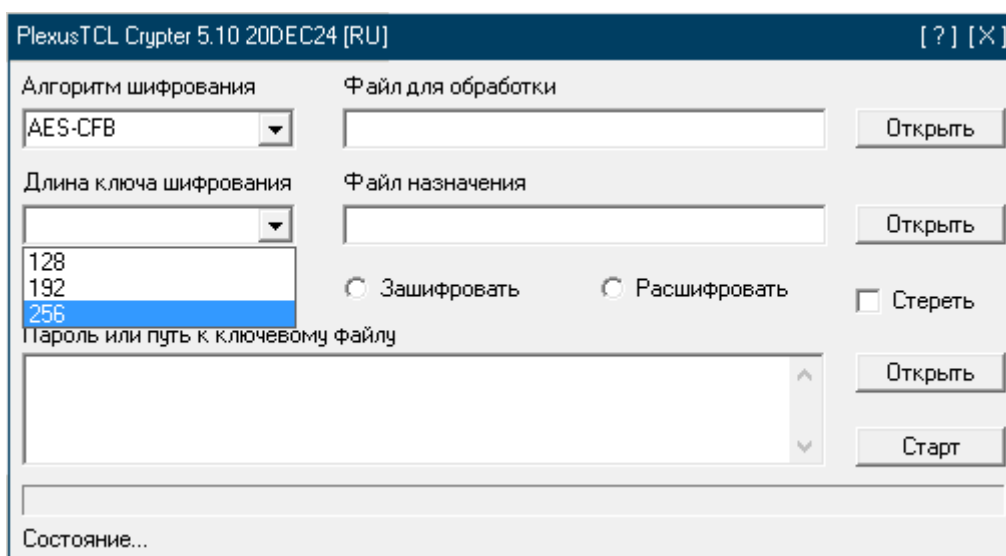 PlexusTCL Crypter 5.10 20DEC24 [RU] [?] [X]
Алгоритм шифрования
AES-CFB
Файл для обработки
Открыть
Длина ключа шифрования
128
192
256
Файл назначения
Открыть
Зашифровать
Расшифровать
Стереть
Пароль или путь к ключевому файлу
Открыть
Старт
Состояние...